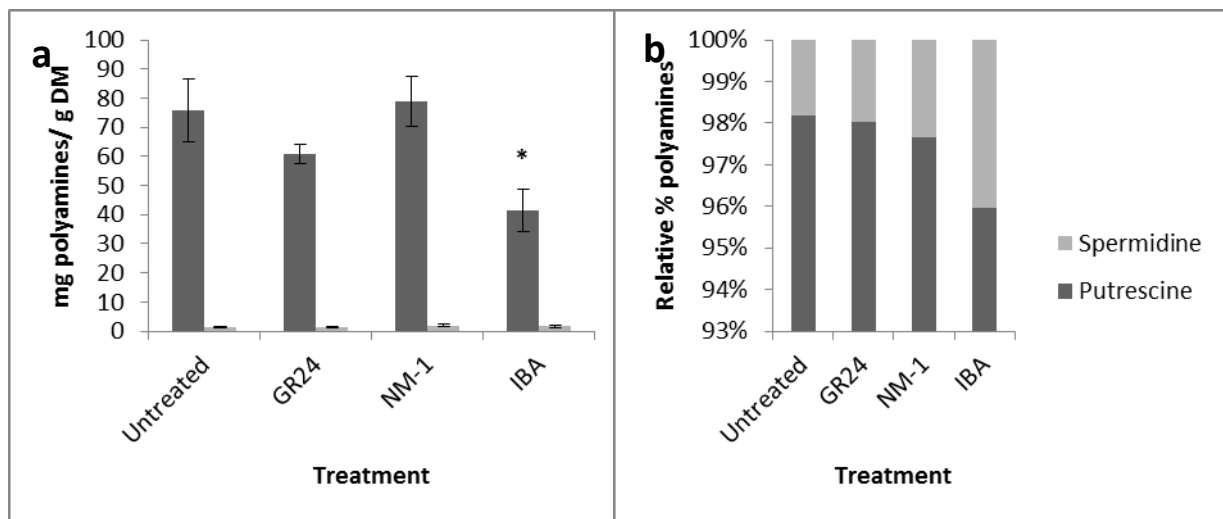 a
mg polyamines/ g DM
100
90
80
70
60
50
40
30
20
10
0
*
Untreated
GR24
NM-1
IBA
Treatment
b
Relative % polyamines
100%
99%
98%
97%
96%
95%
94%
93%
Untreated
GR24
NM-1
IBA
Treatment
Spermidine
Putrescine